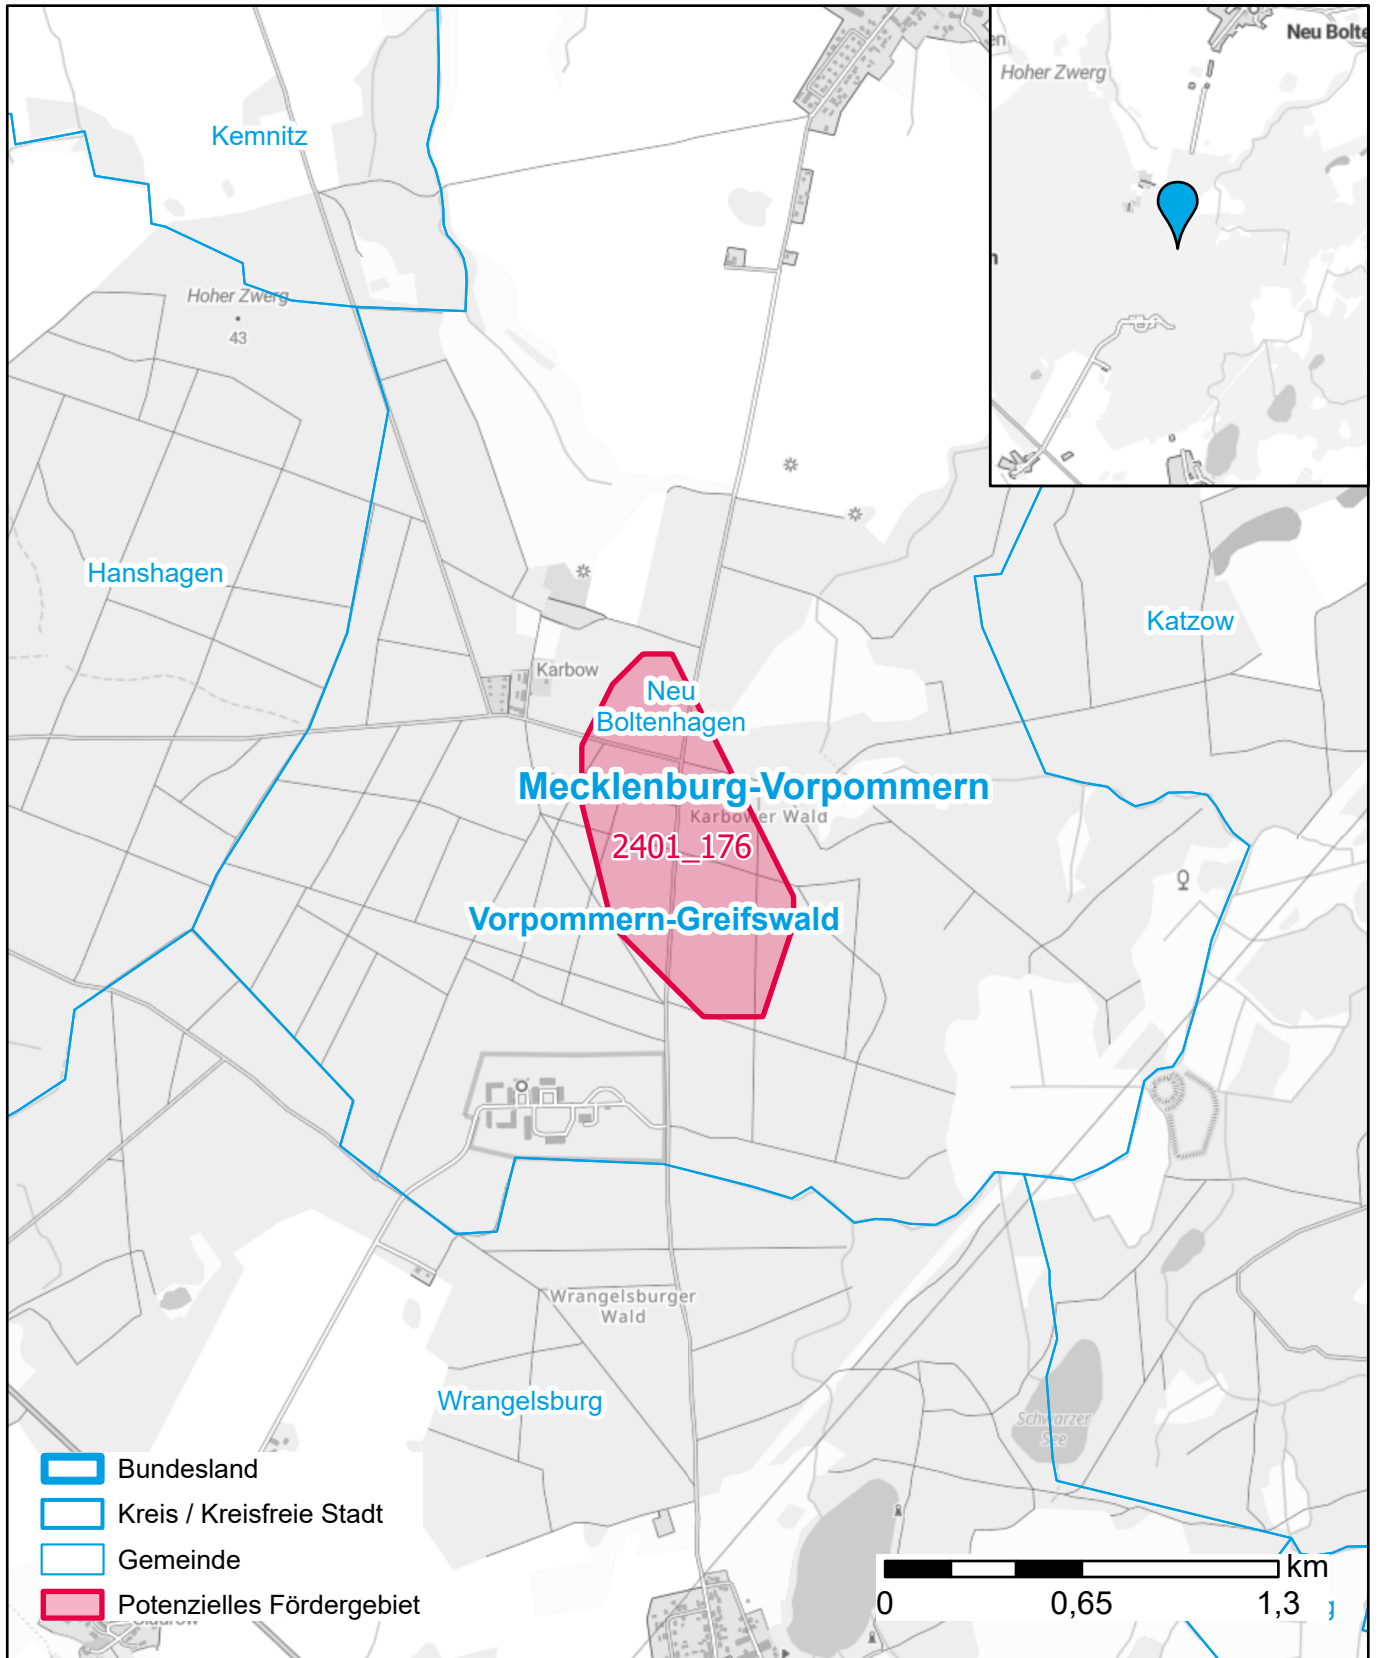 Neu Bolte
Hoher Zwerg
Kemnitz
Hoher Zwerg
43
Hanshagen
Katzow
Karbow
Neu
Boltenhagen
Mecklenburg-Vorpommern
Karbower Wald
2401_176
Vorpommern-Greifswald
Wrangelsburger
Wald
Wrangelsburg
Schwarzer
See
Bundesland
Kreis / Kreisfreie Stadt
Gemeinde
Potenzielles Fördergebiet
km
0
0,65
1,3